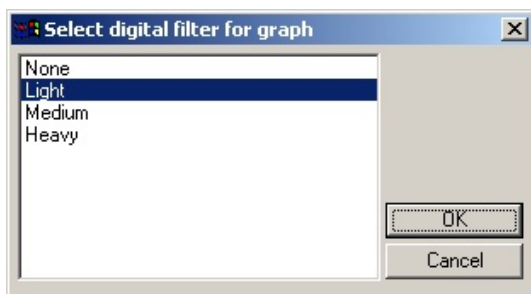 Select digital filter for graph
None
Light
Medium
Heavy
OK
Cancel